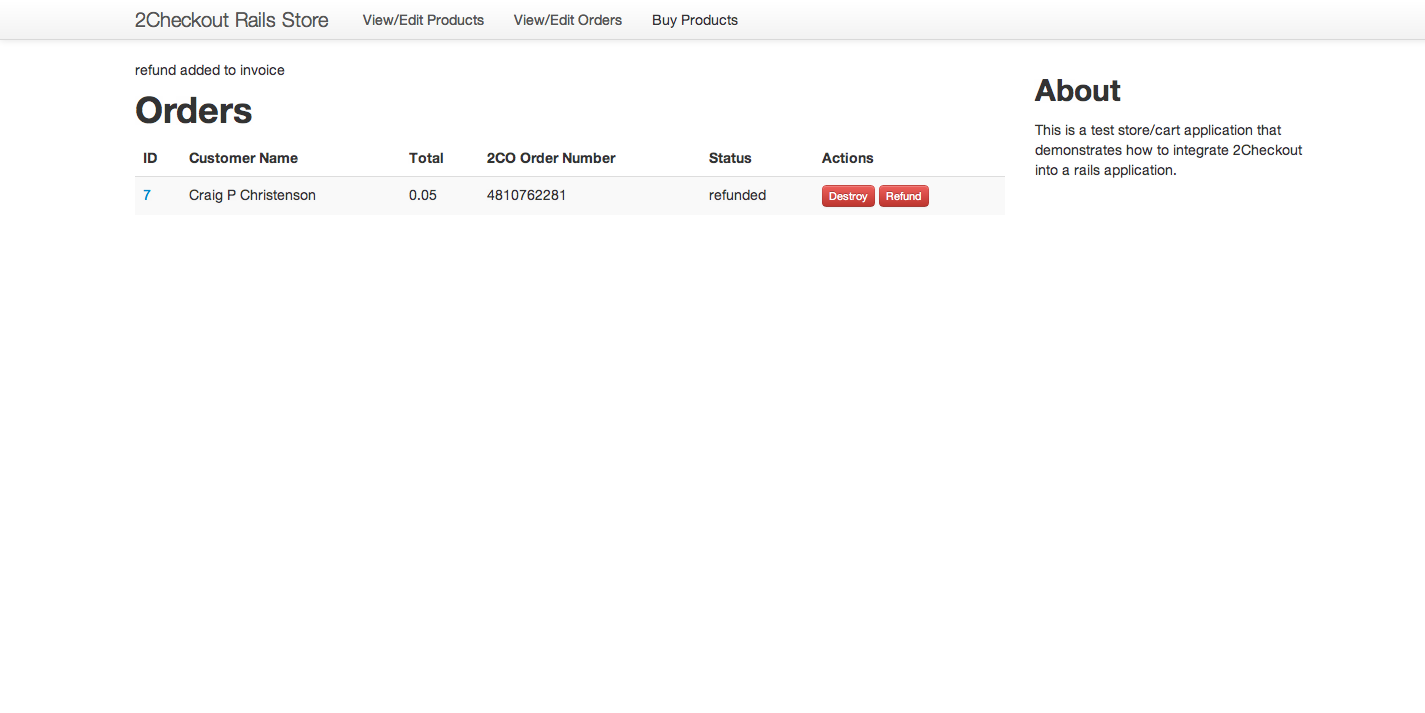 2Checkout Rails Store View/Edit Products View/Edit Orders Buy Products
refund added to invoice
Orders
ID Customer Name Total 2CO Order Number Status Actions
7 Craig P Christenson 0.05 4810762281 refunded Destroy Refund
About
This is a test store/cart application that
demonstrates how to integrate 2Checkout
into a rails application.